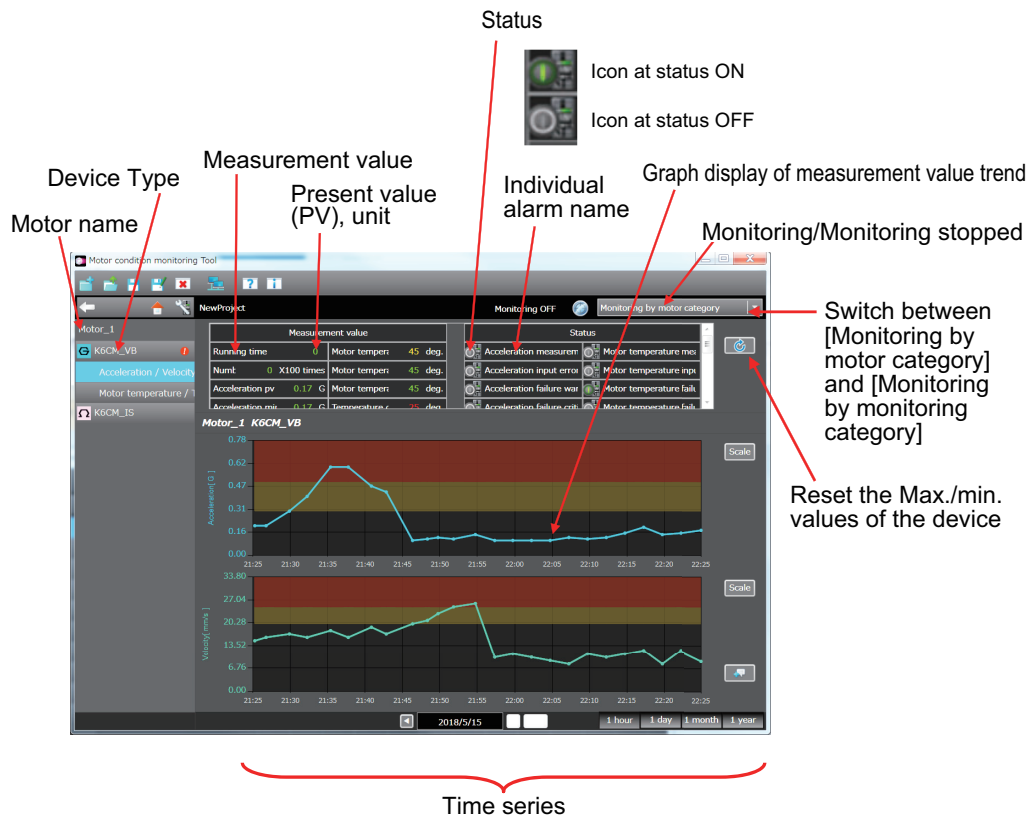 Status
Icon at status ON
Icon at status OFF
Measurement value
Device Type
Present value
(PV), unit
Individual
alarm name
Graph display of measurement value trend
Motor name
Monitoring/Monitoring stopped
Motor condition monitoring Tool
NewProject
Monitoring OFF
Monitoring by motor category
Switch between
[Monitoring by
motor category]
and [Monitoring
by monitoring
category]
Motor_1
K6CM_VB
Acceleration / Velocity
Motor temperature / T
K6CM_IS
Measurement value
Status
Running time 0 Motor tempera 45 deg.
Acceleration measurem Motor temperature mea
Numb 0 X100 times Motor tempera 45 deg.
Acceleration input error Motor temperature inpu
Acceleration pv 0.17 G Motor tempera 45 deg.
Acceleration failure war Motor temperature failu
Acceleration mi 0.17 G Temperature 25 deg.
Acceleration failure criti Motor temperature failu
Reset the Max./min.
values of the device
Motor_1 K6CM_VB
Scale
Acceleration[ G ]
0.78
0.62
0.47
0.31
0.16
0.00
21:25 21:30 21:35 21:40 21:45 21:50 21:55 22:00 22:05 22:10 22:15 22:20 22:25
Scale
Velocity[ mm/s ]
33.80
27.04
20.28
13.52
6.76
0.00
21:25 21:30 21:35 21:40 21:45 21:50 21:55 22:00 22:05 22:10 22:15 22:20 22:25
2018/5/15
1 hour 1 day 1 month 1 year
Time series